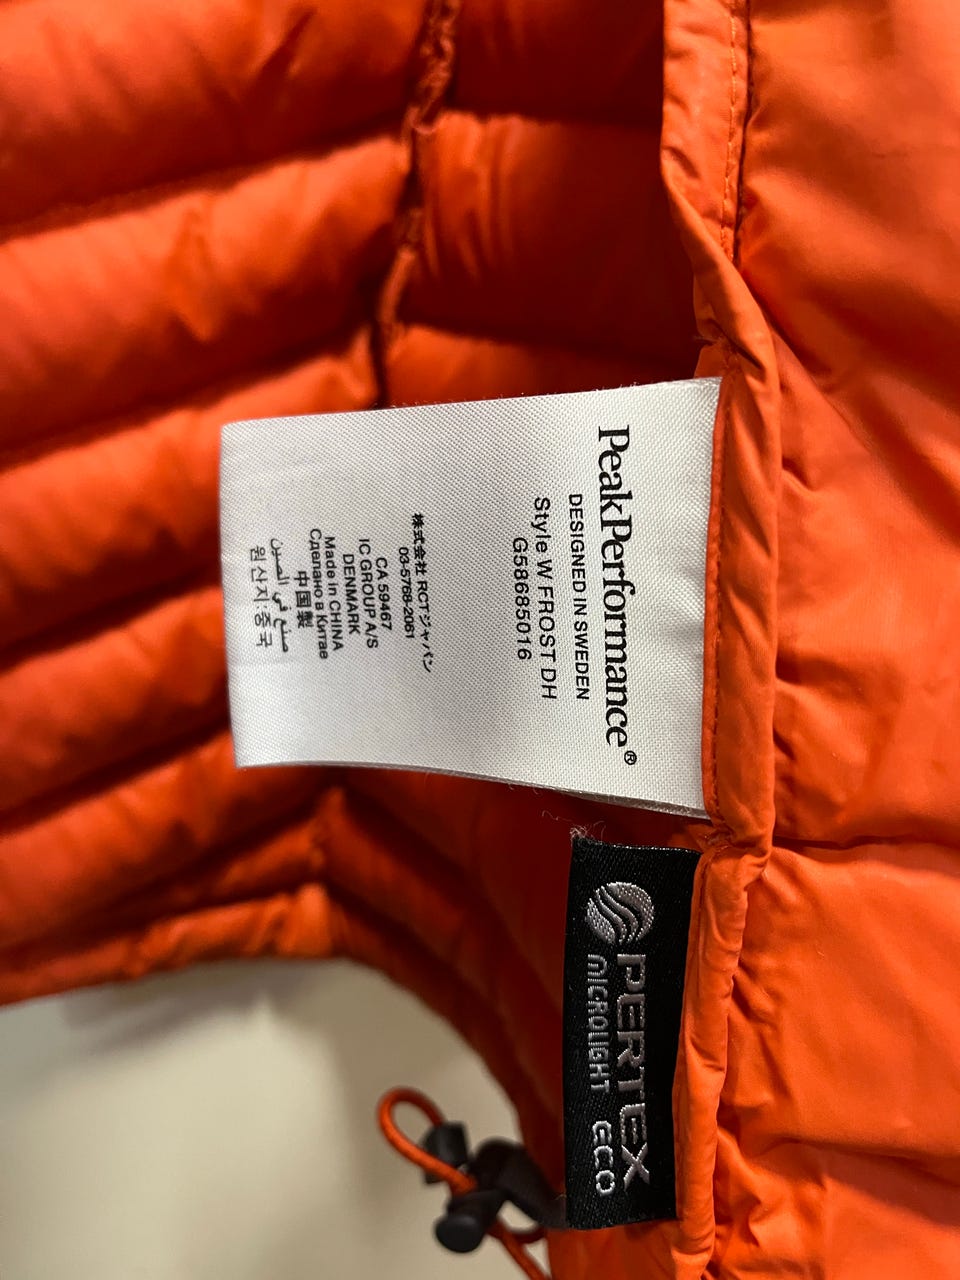 PeakPerformance®
DESIGNED IN SWEDEN
Style W FROST DH
G58685016
株式会社 RCTジャパン
03-5768-2081
CA 59467
IC GROUP A/S
DENMARK
Made in CHINA
Сделано в Китае
中国製
صنع في الصين
원산지:중국
PERTEX
MICROLIGHT ECO